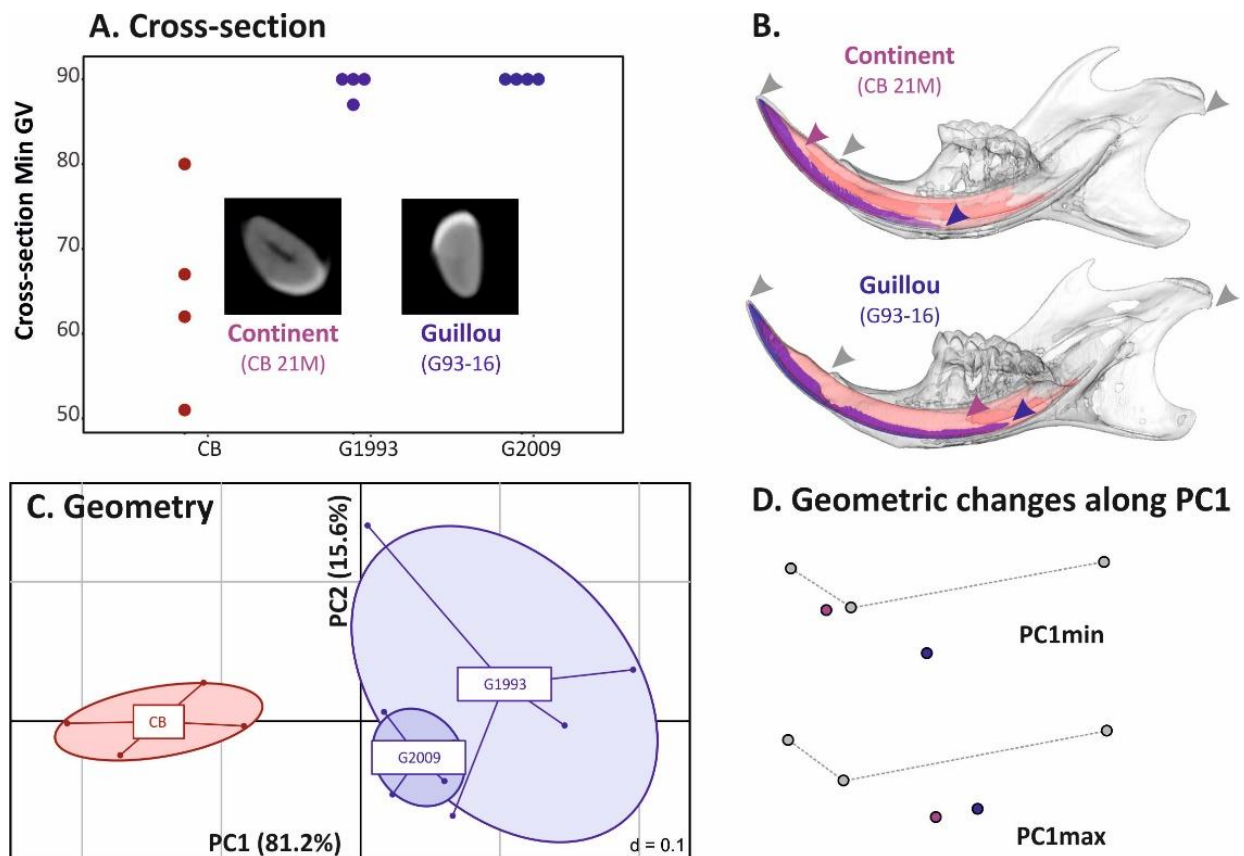 A. Cross-section
Cross-section Min GV
90
80
70
60
50
Continent
(CB 21M)
Guillou
(G93-16)
CB
G1993
G2009
B.
Continent
(CB 21M)
Guillou
(G93-16)
C. Geometry
PC2 (15.6%)
G1993
CB
G2009
PC1 (81.2%)
d = 0.1
D. Geometric changes along PC1
PC1min
PC1max